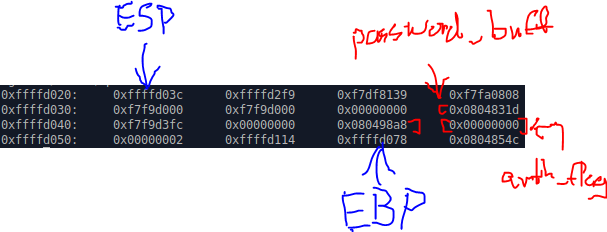 ESP
password_buff
0xffffd020: 0xffffd03c 0xffffd2f9 0xf7df8139 0xf7fa0808
0xffffd030: 0xf7f9d000 0xf7f9d000 0x00000000 0x0804831d
0xffffd040: 0xf7f9d3fc 0x00000000 0x080498a8 0x00000000
0xffffd050: 0x00000002 0xffffd114 0xffffd078 0x0804854c
auth_flag
EBP